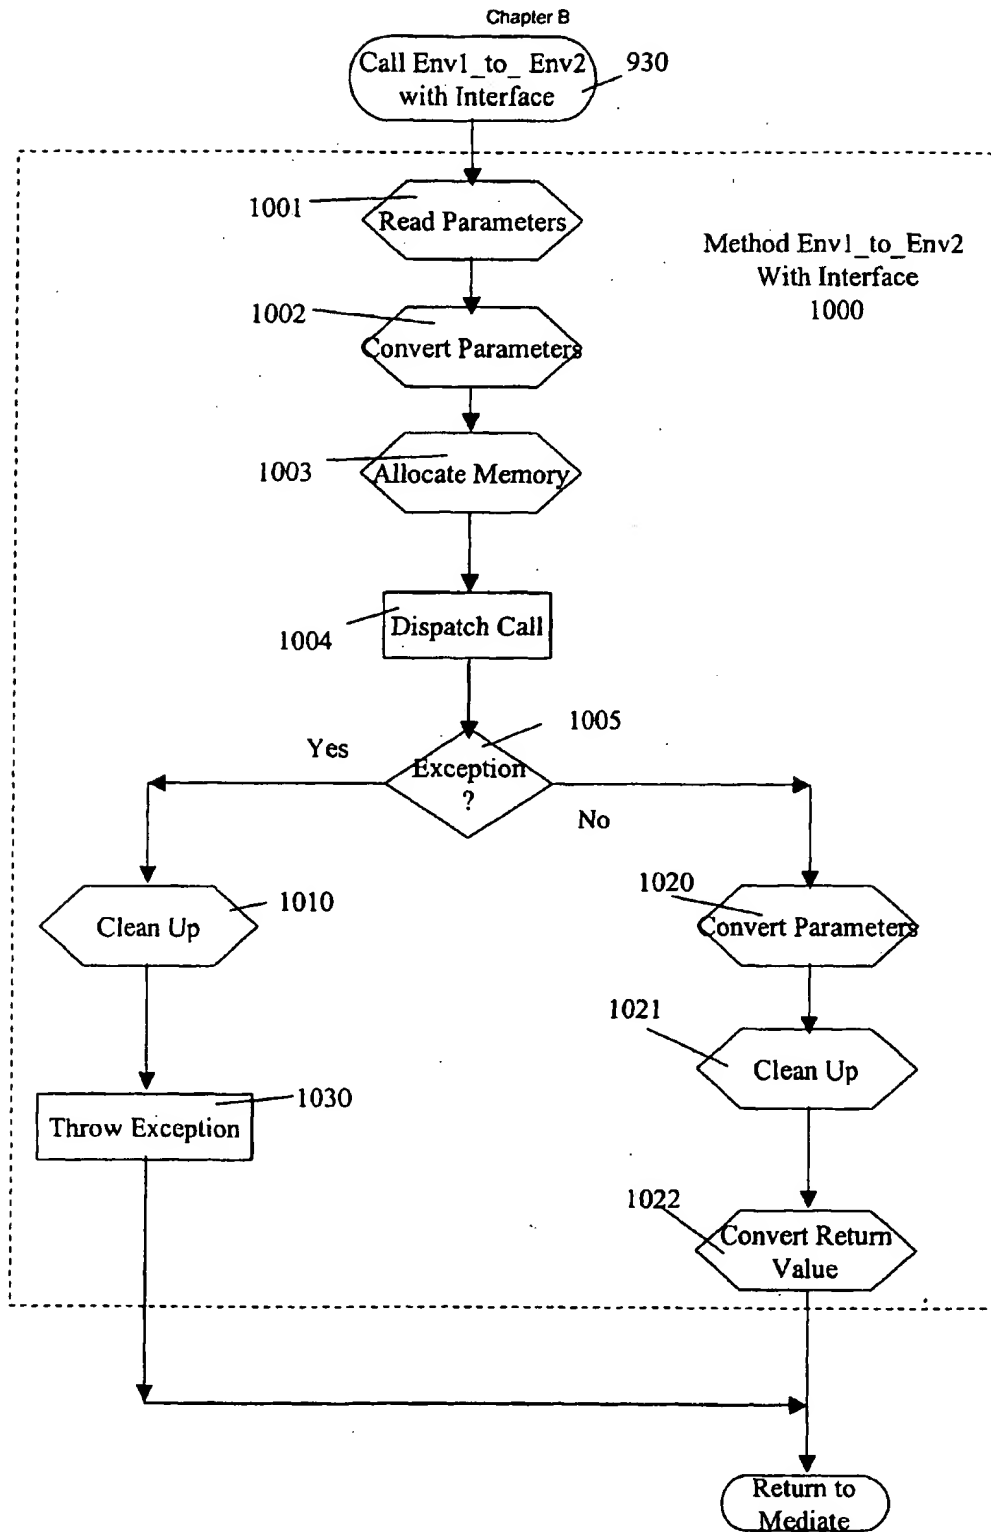 Chapter B
Call Env1_to_ Env2
with Interface
930
1001
Read Parameters
Method Env1_to_Env2
With Interface
1000
1002
Convert Parameters
1003
Allocate Memory
1004
Dispatch Call
1005
Yes
Exception
?
No
1010
Clean Up
1020
Convert Parameters
1021
Clean Up
1030
Throw Exception
1022
Convert Return
Value
Return to
Mediate